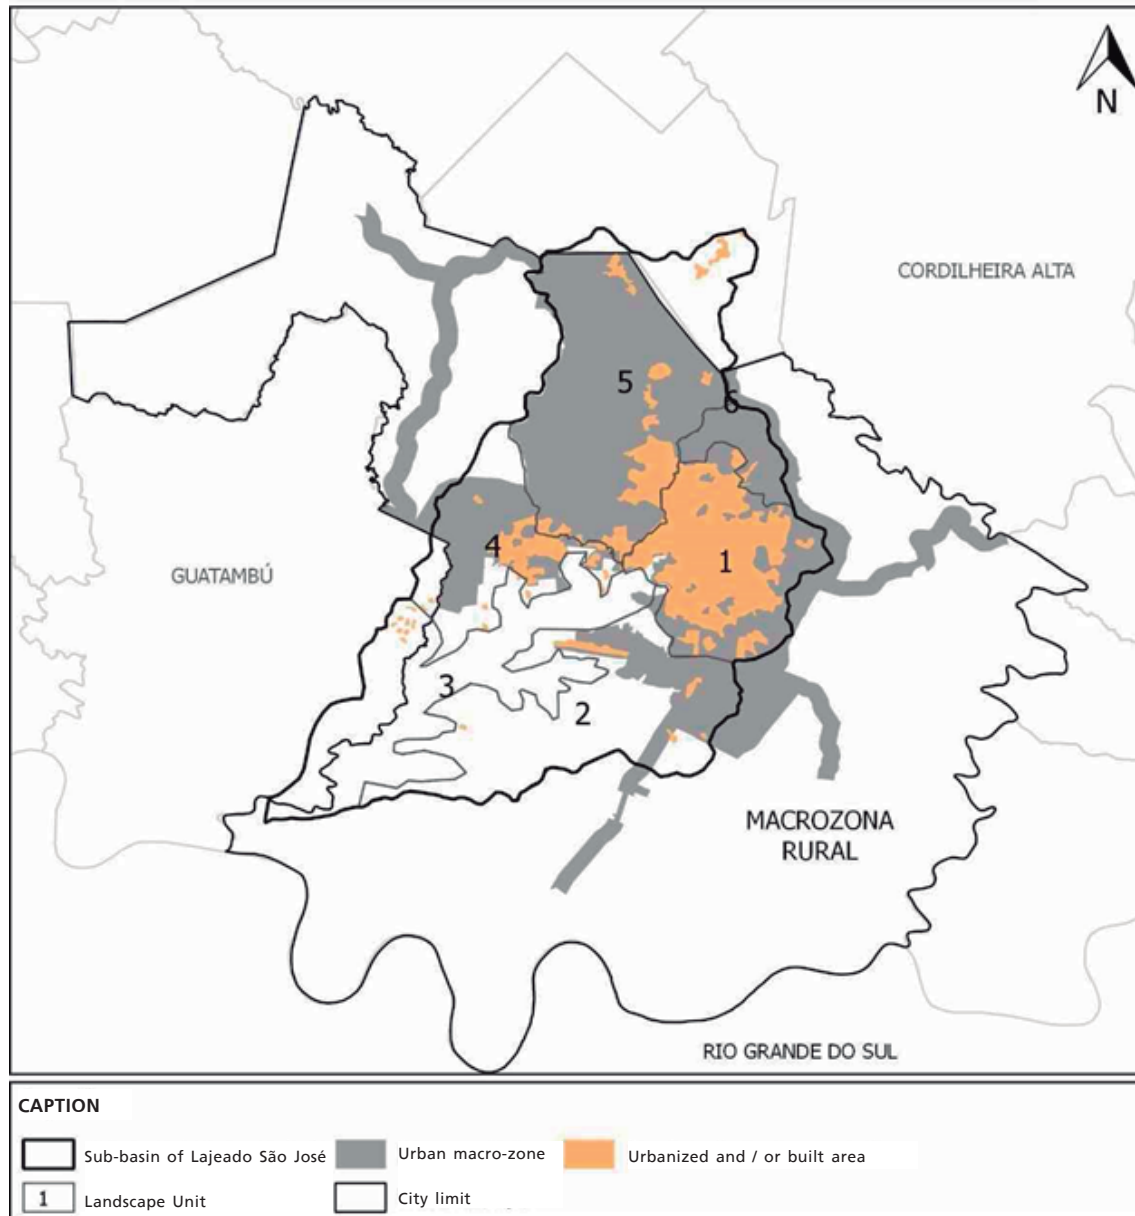 N
CORDILHEIRA ALTA
5
6
4
1
GUATAMBÚ
3
2
MACROZONA
RURAL
RIO GRANDE DO SUL
CAPTION
Sub-basin of Lajeado São José
Urban macro-zone
Urbanized and / or built area
1
Landscape Unit
City limit